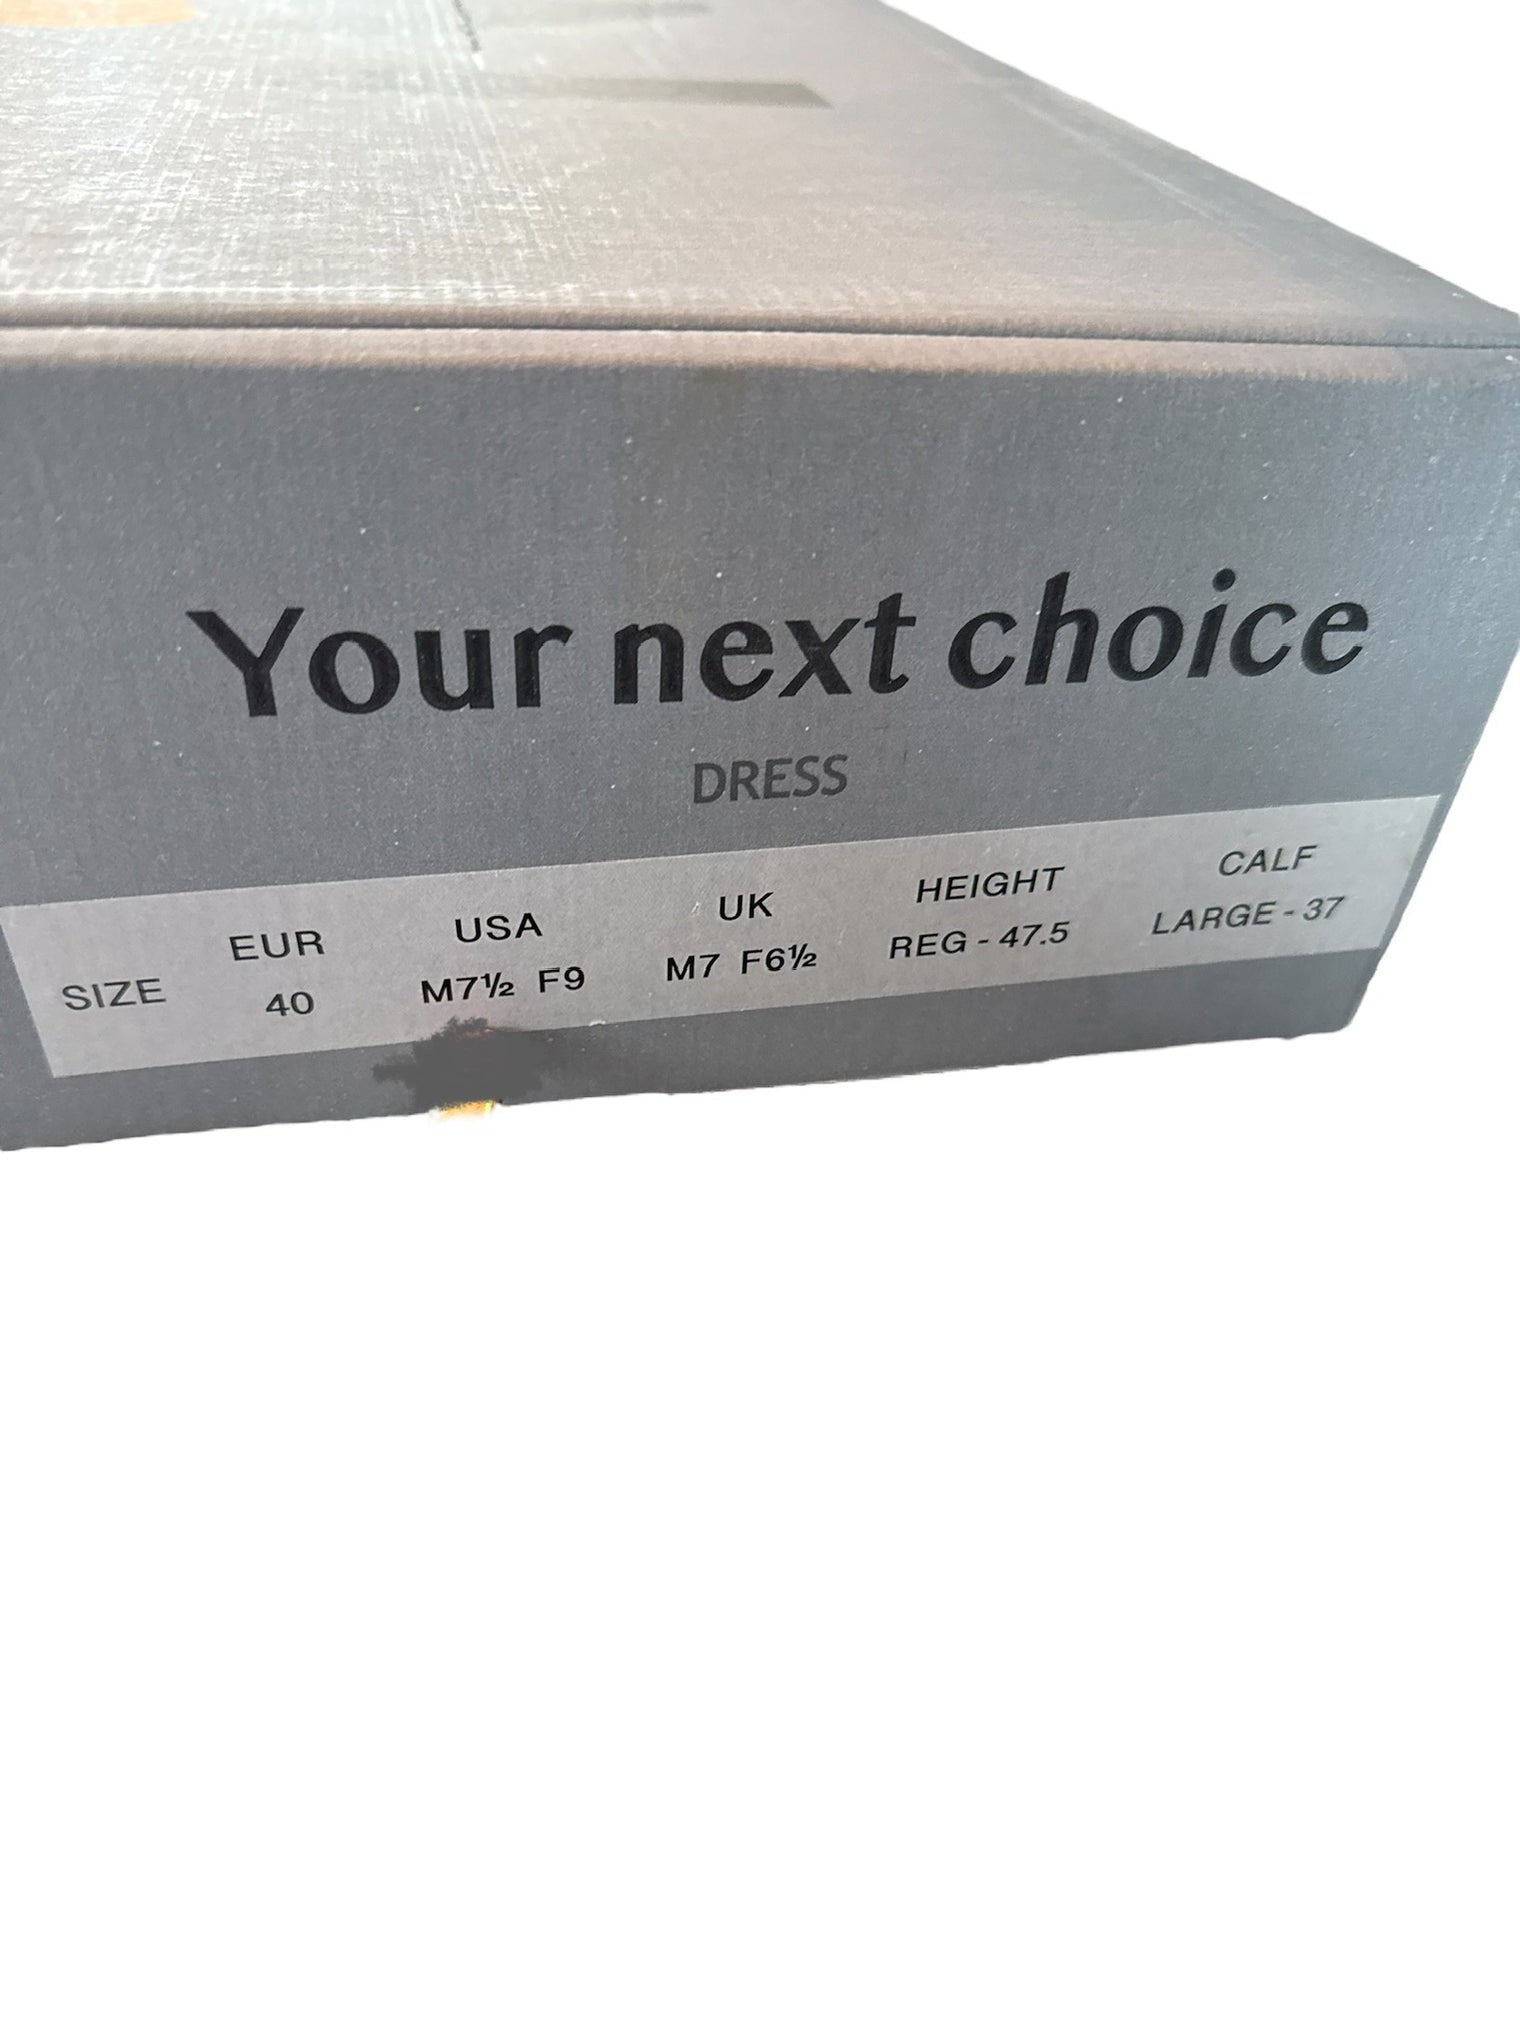 Your next choice
DRESS
SIZE EUR USA UK HEIGHT CALF
40 M7½ F9 M7 F6½ REG - 47.5 LARGE - 37